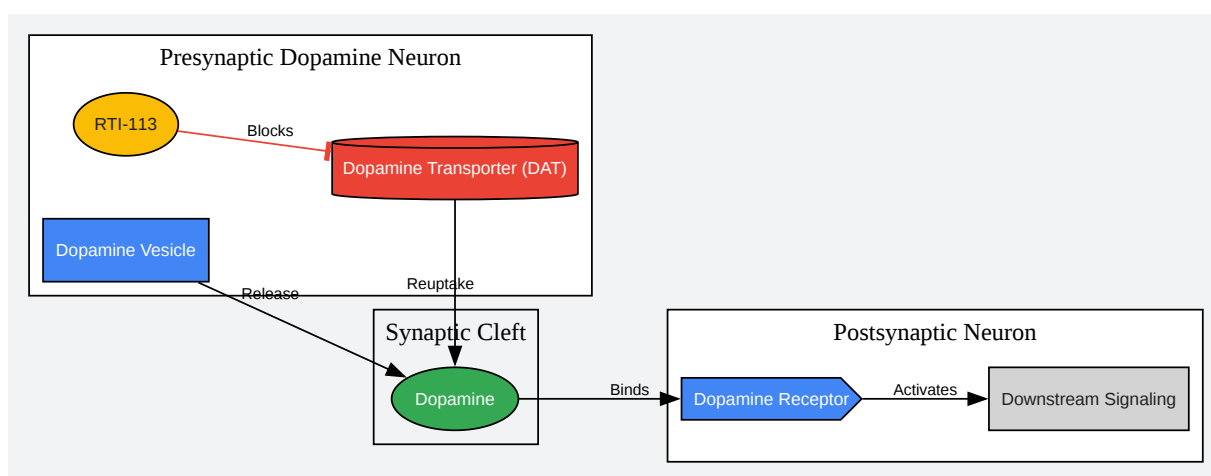 Presynaptic Dopamine Neuron
RTI-113
Blocks
Dopamine Transporter (DAT)
Dopamine Vesicle
Release
Reuptake
Synaptic Cleft
Dopamine
Binds
Postsynaptic Neuron
Dopamine Receptor
Activates
Downstream Signaling